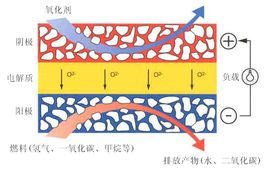 氧化剂
阴极
电解质
O²⁻ O²⁻ O²⁻ O²⁻
负载
阳极
燃料(氢气、一氧化碳、甲烷等)
排放产物(水、二氧化碳)